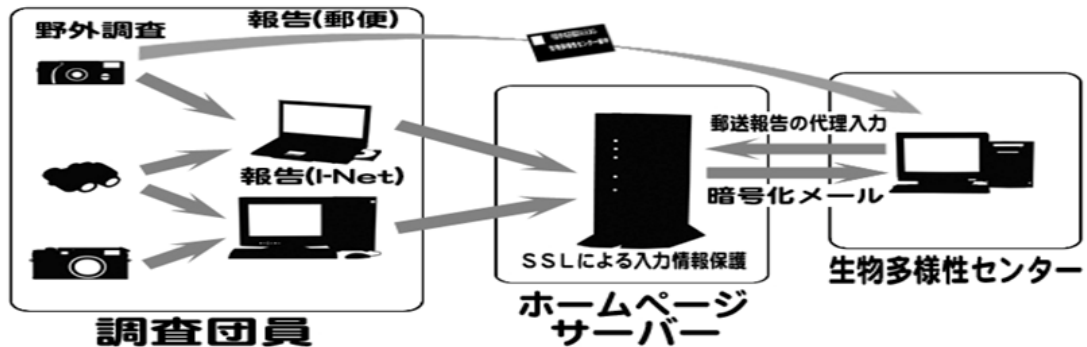 野外調査
報告(郵便)
報告(I-Net)
調査団員
SSLによる入力情報保護
ホームページ
サーバー
郵送報告の代理入力
暗号化メール
生物多様性センター